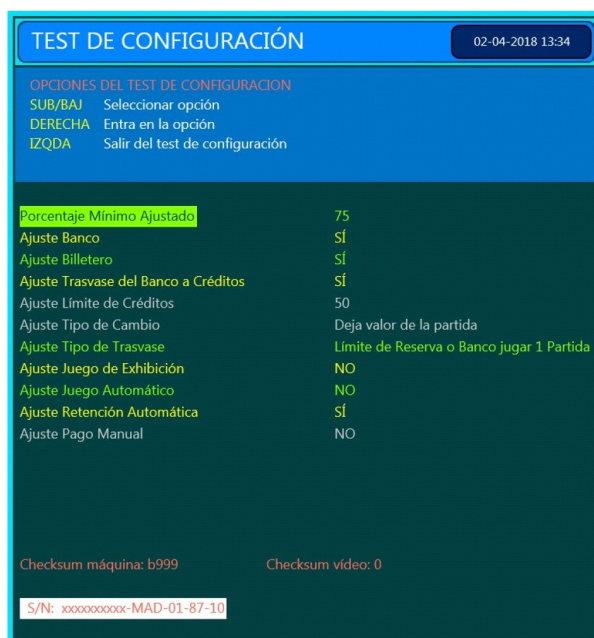 TEST DE CONFIGURACIÓN 02-04-2018 13:34
OPCIONES DEL TEST DE CONFIGURACION
SUB/BAJ Seleccionar opción
DERECHA Entra en la opción
IZQDA Salir del test de configuración
Porcentaje Mínimo Ajustado 75
Ajuste Banco SÍ
Ajuste Billetero SÍ
Ajuste Trasvase del Banco a Créditos SÍ
Ajuste Límite de Créditos 50
Ajuste Tipo de Cambio Deja valor de la partida
Ajuste Tipo de Trasvase Límite de Reserva o Banco jugar 1 Partida
Ajuste Juego de Exhibición NO
Ajuste Juego Automático NO
Ajuste Retención Automática SÍ
Ajuste Pago Manual NO
Checksum máquina: b999 Checksum vídeo: 0
S/N: xxxxxxxxxx-MAD-01-87-10